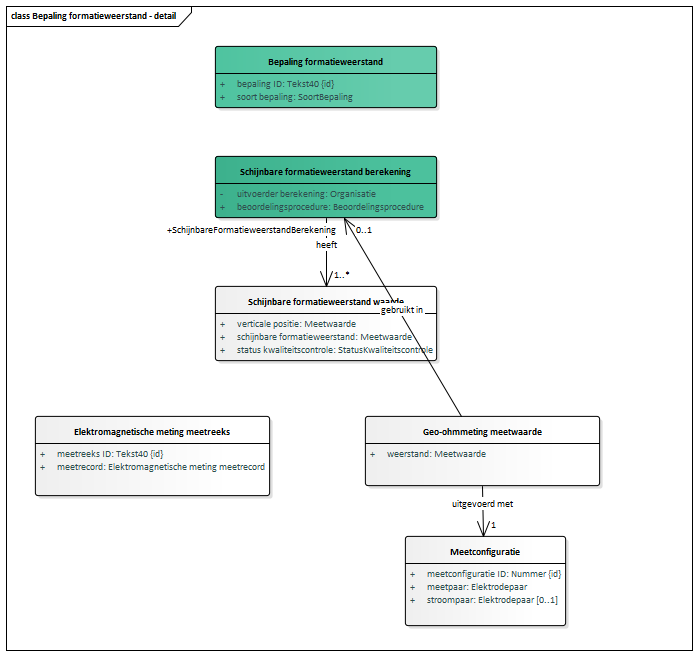 class Bepaling formatieweerstand - detail
Bepaling formatieweerstand
+ bepaling ID: Tekst40 {id}
+ soort bepaling: SoortBepaling
Schijnbare formatieweerstand berekening
- uitvoerder berekening: Organisatie
+ beoordelingsprocedure: Beoordelingsprocedure
+SchijnbareFormatieweerstandBerekening
0..1
heeft
1..*
Schijnbare formatieweerstand waarde
gebruikt in
+ verticale positie: Meetwaarde
+ schijnbare formatieweerstand: Meetwaarde
+ status kwaliteitscontrole: StatusKwaliteitscontrole
Elektromagnetische meting meetreeks
+ meetreeks ID: Tekst40 {id}
+ meetrecord: Elektromagnetische meting meetrecord
Geo-ohmmeting meetwaarde
+ weerstand: Meetwaarde
uitgevoerd met
1
Meetconfiguratie
+ meetconfiguratie ID: Nummer {id}
+ meetpaar: Elektrodepaar
+ stroompaar: Elektrodepaar [0..1]